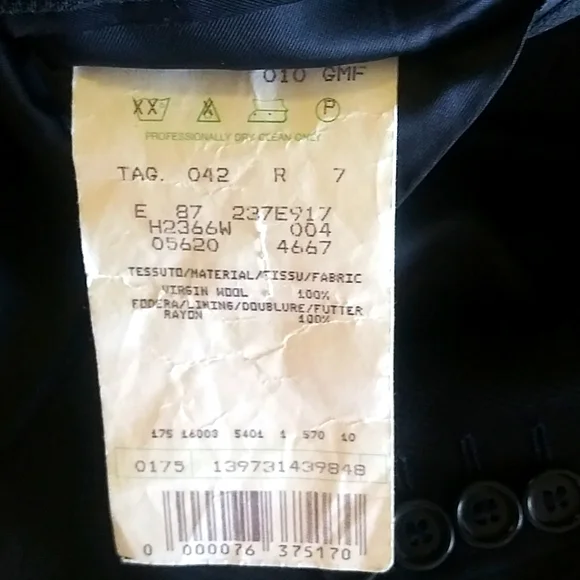 010 GMF
P
PROFESSIONALLY DRY CLEAN ONLY
TAG. 042 R 7
E 87 237E917
H2366W 004
05620 4667
TESSUTO/MATERIAL/TISSU/FABRIC
VIRGIN WOOL 100%
FODERA/LINING/DOUBLURE/FUTTER
RAYON 100%
175 16003 5401 1 570 10
0175 139731439848
0 000076 375170